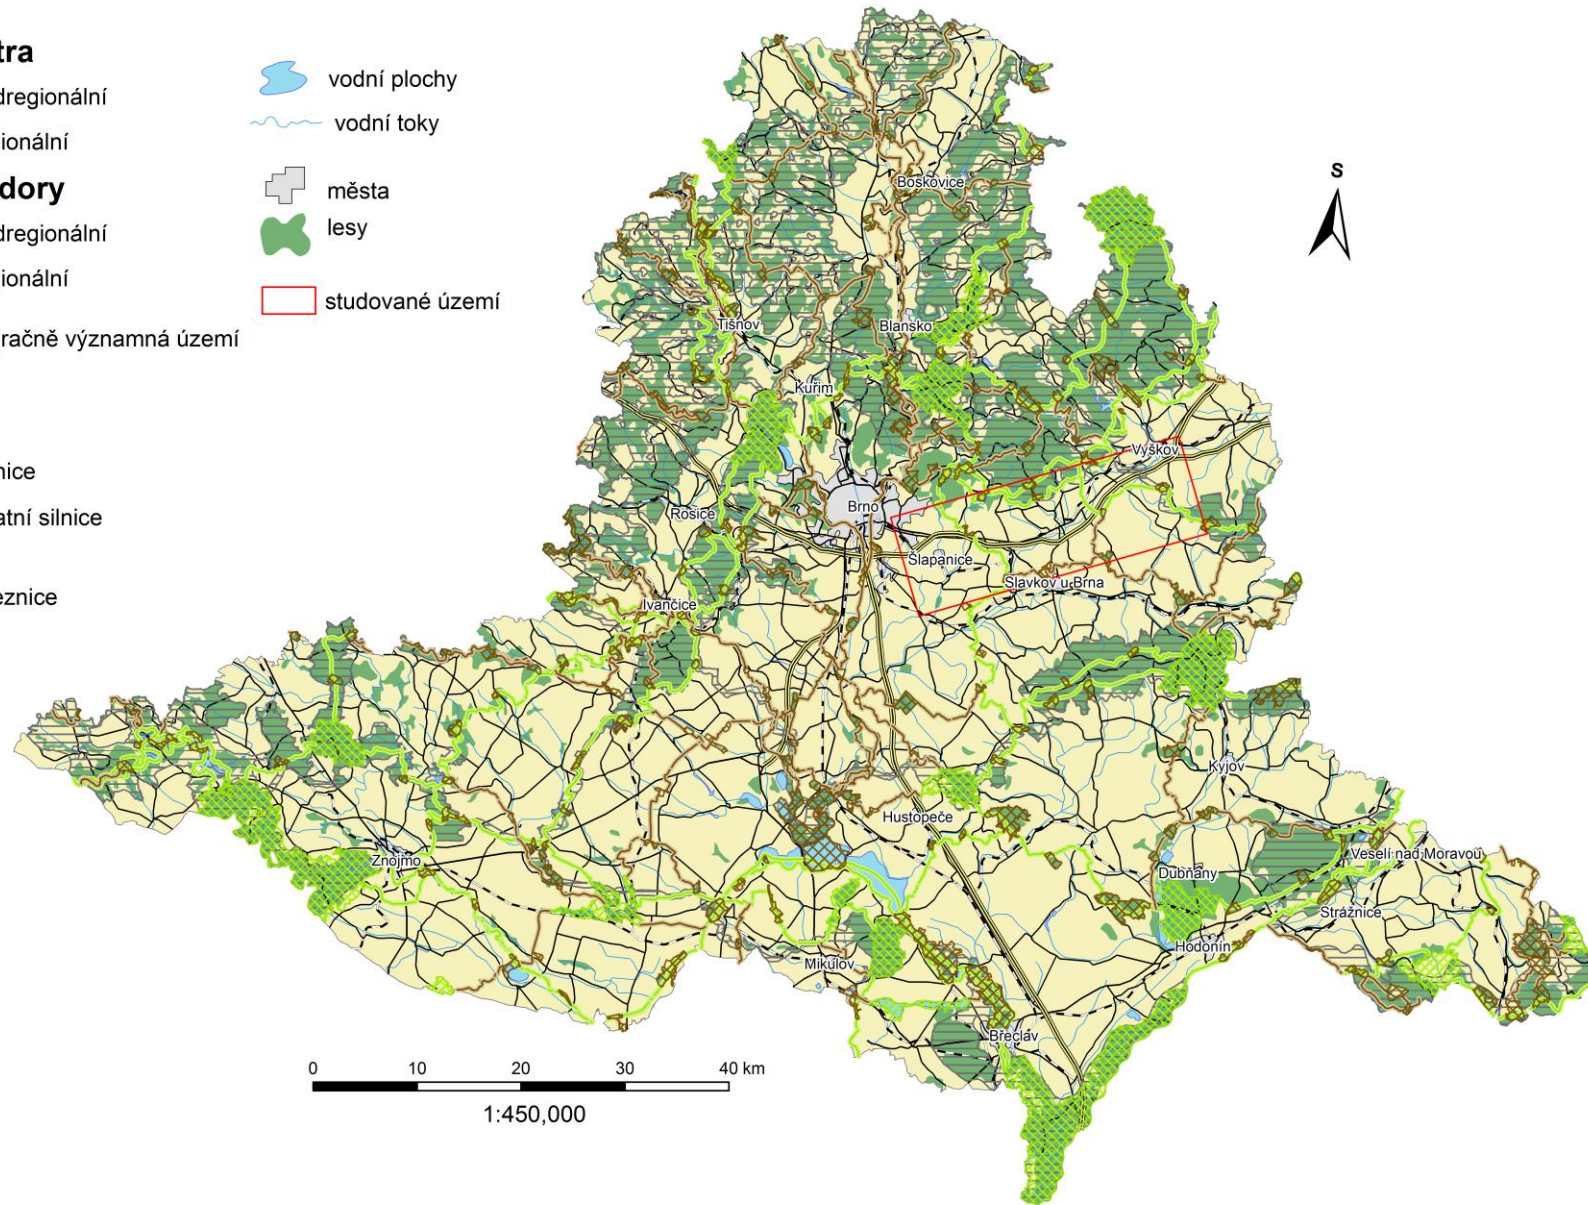 tra
dregionální
ionální
dory
dregionální
ionální
račně významná území
nice
atní silnice
eznice
vodní plochy
vodní toky
města
lesy
studované území
S
Boskovice
Tišnov
Blansko
Kuřim
Vyškov
Brno
Rosice
Šlapanice
Slavkov u Brna
Ivančice
Kyjov
Hustopeče
Znojmo
Veselí nad Moravou
Dubňany
Strážnice
Hodonín
Mikulov
Břeclav
0 10 20 30 40 km
1:450,000